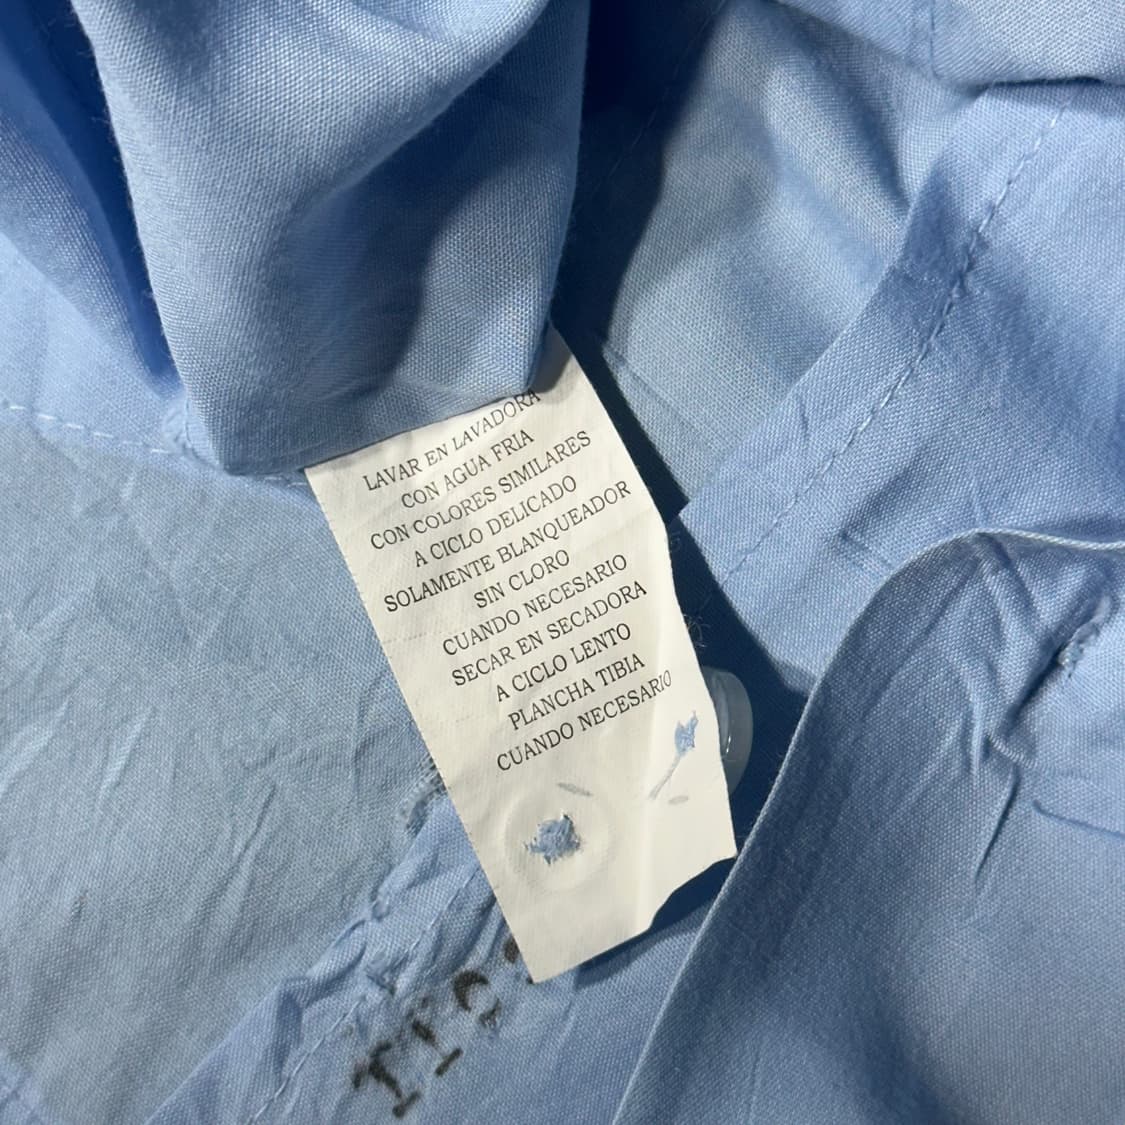 LAVAR EN LAVADORA
CON AGUA FRIA
CON COLORES SIMILARES
A CICLO DELICADO
SOLAMENTE BLANQUEADOR
SIN CLORO
CUANDO NECESARIO
SECAR EN SECADORA
A CICLO LENTO
PLANCHA TIBIA
CUANDO NECESARIO